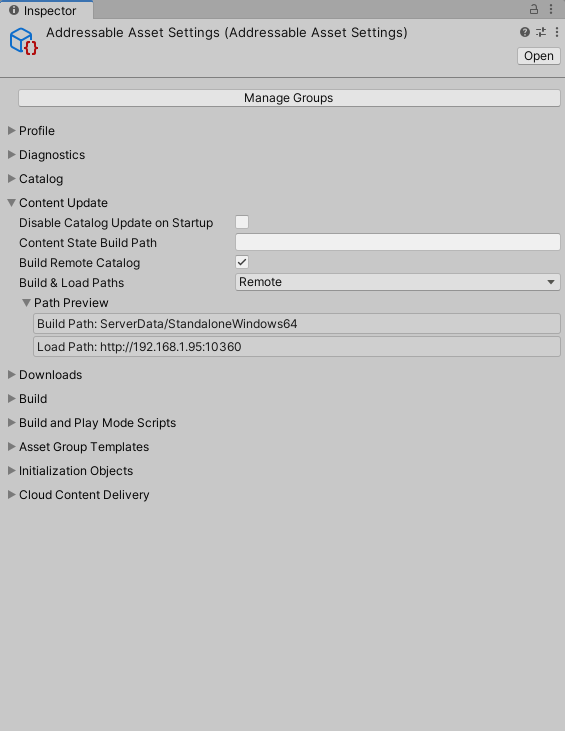 Inspector
Addressable Asset Settings (Addressable Asset Settings)
Open
Manage Groups
Profile
Diagnostics
Catalog
Content Update
Disable Catalog Update on Startup
Content State Build Path
Build Remote Catalog
Build & Load Paths Remote
Path Preview
Build Path: ServerData/StandaloneWindows64
Load Path: http://192.168.1.95:10360
Downloads
Build
Build and Play Mode Scripts
Asset Group Templates
Initialization Objects
Cloud Content Delivery